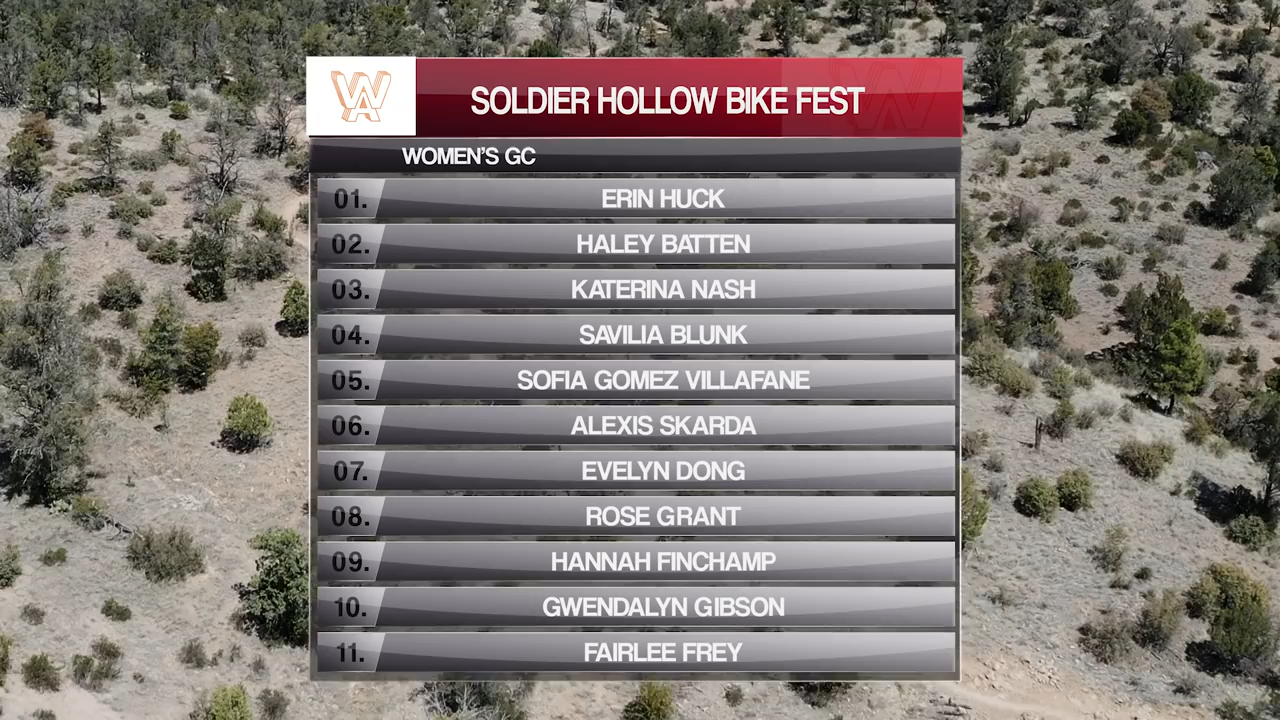 WA
SOLDIER HOLLOW BIKE FEST
WOMEN'S GC
01. ERIN HUCK
02. HALEY BATTEN
03. KATERINA NASH
04. SAVILIA BLUNK
05. SOFIA GOMEZ VILLAFANE
06. ALEXIS SKARDA
07. EVELYN DONG
08. ROSE GRANT
09. HANNAH FINCHAMP
10. GWENDALYN GIBSON
11. FAIRLEE FREY